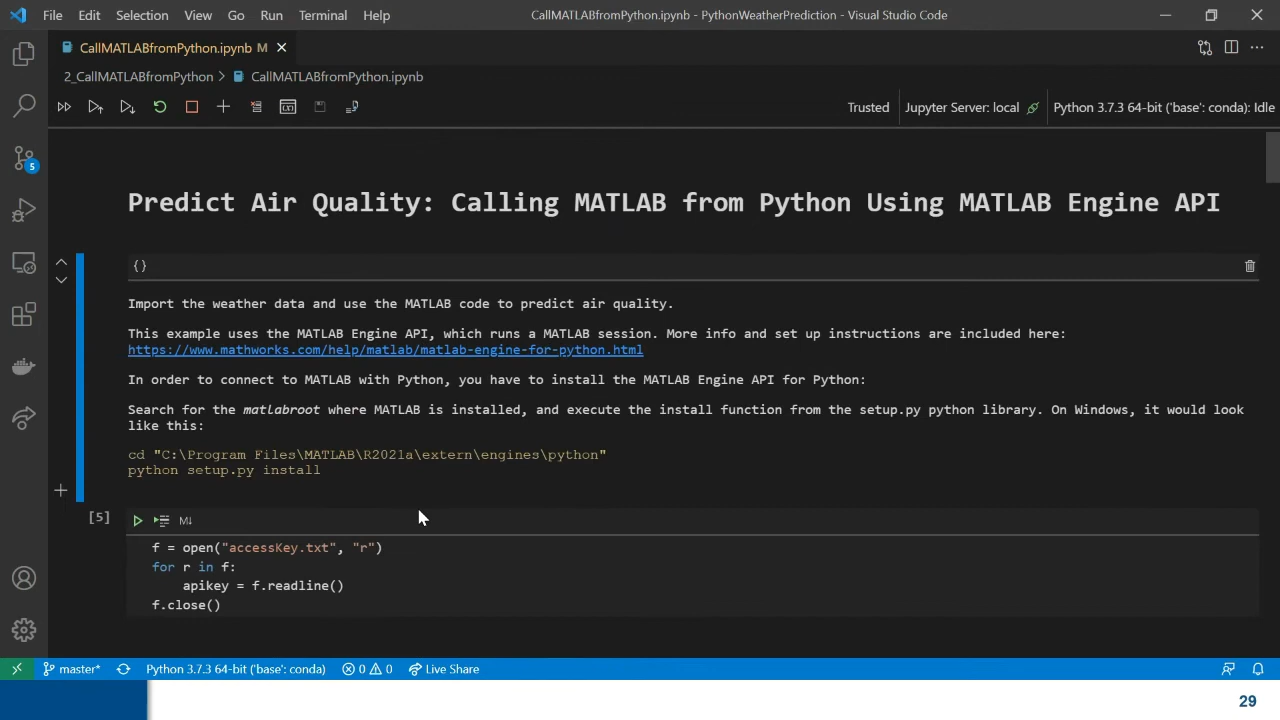 File Edit Selection View Go Run Terminal Help CallMATLABfromPython.ipynb - PythonWeatherPrediction - Visual Studio Code
CallMATLABfromPython.ipynb M
2_CallMATLABfromPython > CallMATLABfromPython.ipynb
Trusted Jupyter Server: local Python 3.7.3 64-bit ('base': conda): Idle
5
Predict Air Quality: Calling MATLAB from Python Using MATLAB Engine API
{}
Import the weather data and use the MATLAB code to predict air quality.
This example uses the MATLAB Engine API, which runs a MATLAB session. More info and set up instructions are included here:
https://www.mathworks.com/help/matlab/matlab-engine-for-python.html
In order to connect to MATLAB with Python, you have to install the MATLAB Engine API for Python:
Search for the matlabroot where MATLAB is installed, and execute the install function from the setup.py python library. On Windows, it would look
like this:
cd "C:\Program Files\MATLAB\R2021a\extern\engines\python"
python setup.py install
[5] M↓
f = open("accessKey.txt", "r")
for r in f:
apikey = f.readline()
f.close()
master* Python 3.7.3 64-bit ('base': conda) 0 0 Live Share
29